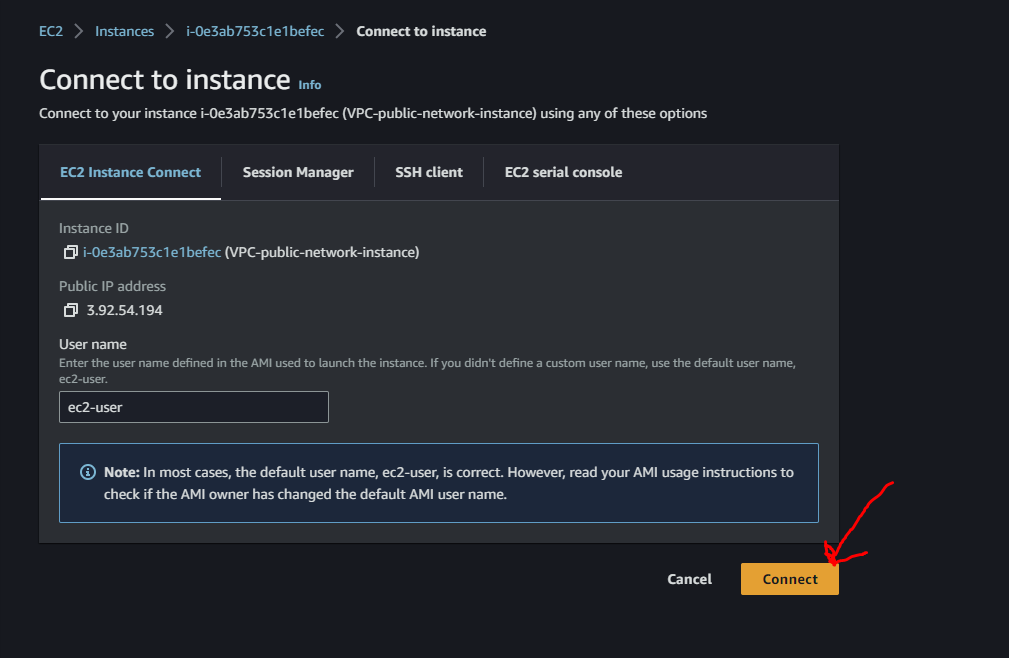 EC2 > Instances > i-0e3ab753c1e1befec > Connect to instance
Connect to instance Info
Connect to your instance i-0e3ab753c1e1befec (VPC-public-network-instance) using any of these options
EC2 Instance Connect Session Manager SSH client EC2 serial console
Instance ID
i-0e3ab753c1e1befec (VPC-public-network-instance)
Public IP address
3.92.54.194
User name
Enter the user name defined in the AMI used to launch the instance. If you didn't define a custom user name, use the default user name,
ec2-user.
ec2-user
Note: In most cases, the default user name, ec2-user, is correct. However, read your AMI usage instructions to
check if the AMI owner has changed the default AMI user name.
Cancel Connect